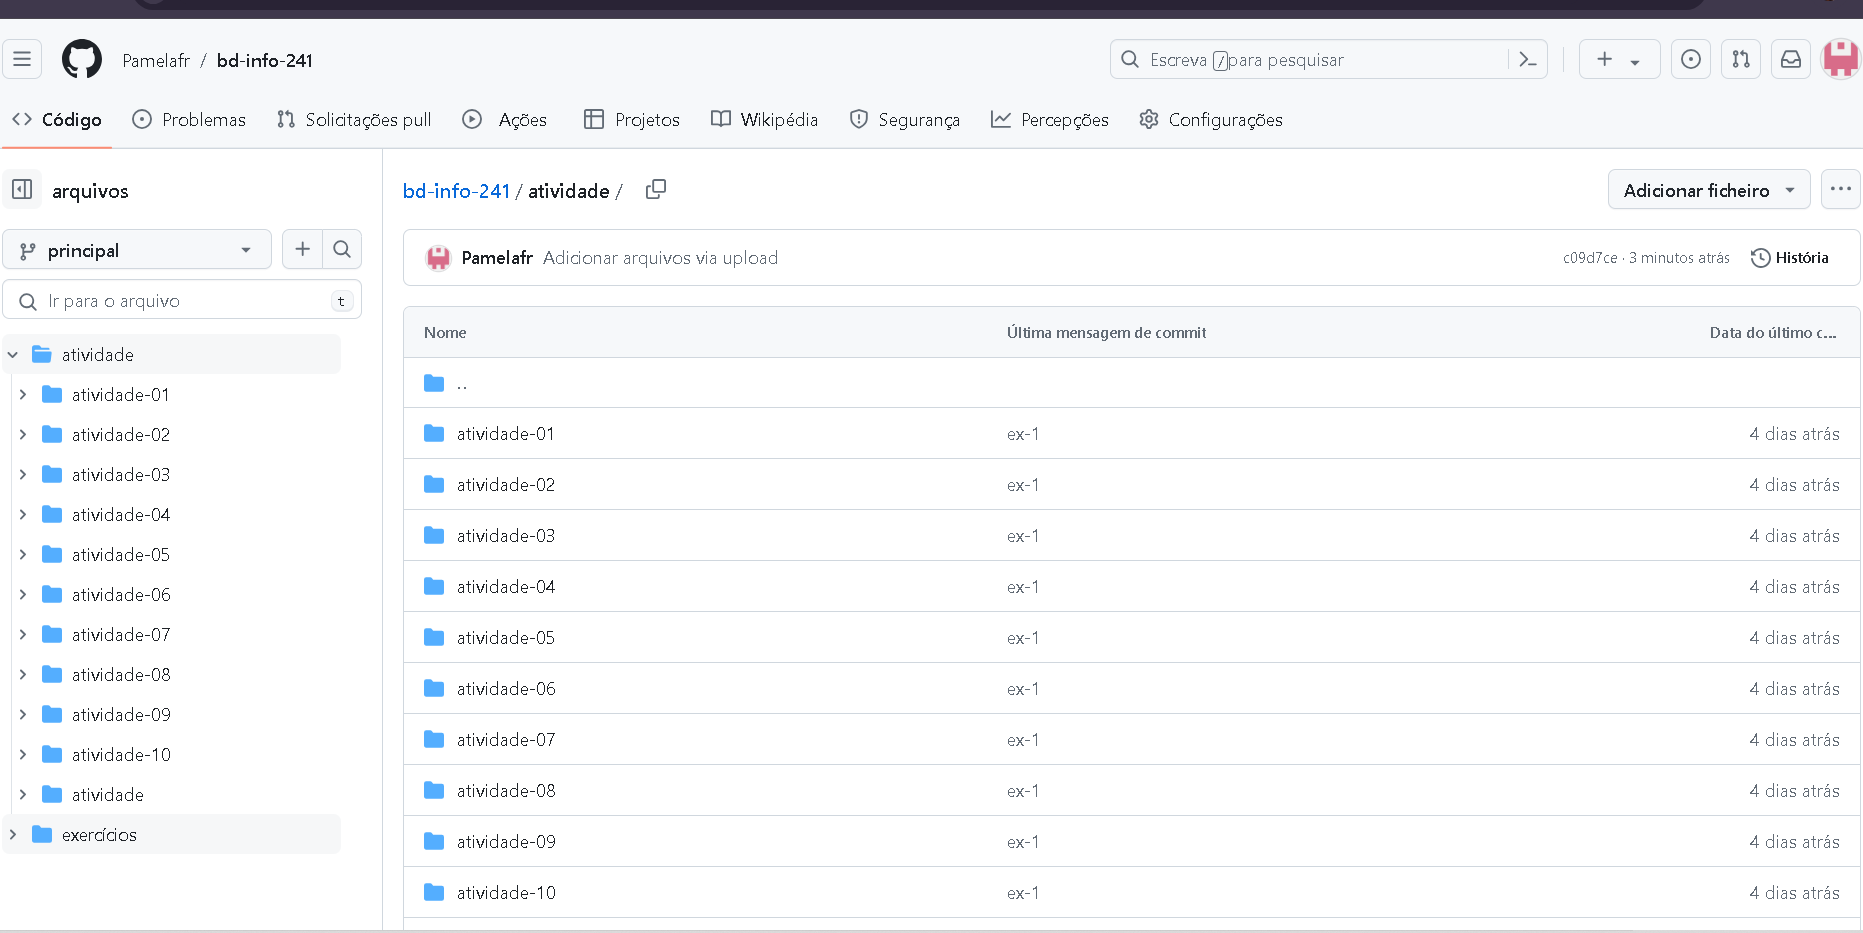 Pamelafr / bd-info-241
Escreva / para pesquisar
Código Problemas Solicitações pull Ações Projetos Wikipédia Segurança Percepções Configurações
arquivos
principal
Ir para o arquivo t
atividade
atividade-01
atividade-02
atividade-03
atividade-04
atividade-05
atividade-06
atividade-07
atividade-08
atividade-09
atividade-10
atividade
exercícios
bd-info-241 / atividade /
Adicionar ficheiro
Pamelafr Adicionar arquivos via upload
c09d7ce · 3 minutos atrás História
Nome Última mensagem de commit Data do último c...
..
atividade-01 ex-1 4 dias atrás
atividade-02 ex-1 4 dias atrás
atividade-03 ex-1 4 dias atrás
atividade-04 ex-1 4 dias atrás
atividade-05 ex-1 4 dias atrás
atividade-06 ex-1 4 dias atrás
atividade-07 ex-1 4 dias atrás
atividade-08 ex-1 4 dias atrás
atividade-09 ex-1 4 dias atrás
atividade-10 ex-1 4 dias atrás